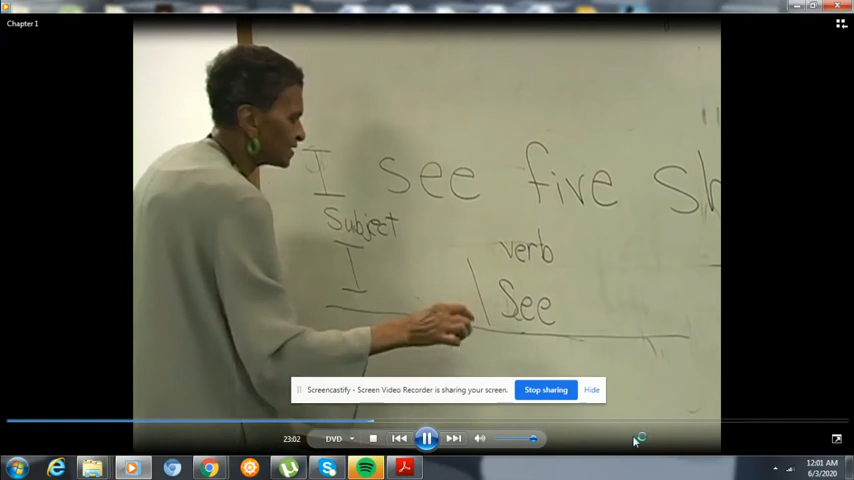 Chapter 1
I see five sh
Subject
verb
I
See
Screencastify - Screen Video Recorder is sharing your screen.
Stop sharing
Hide
23:02
DVD
12:01 AM
6/3/2020